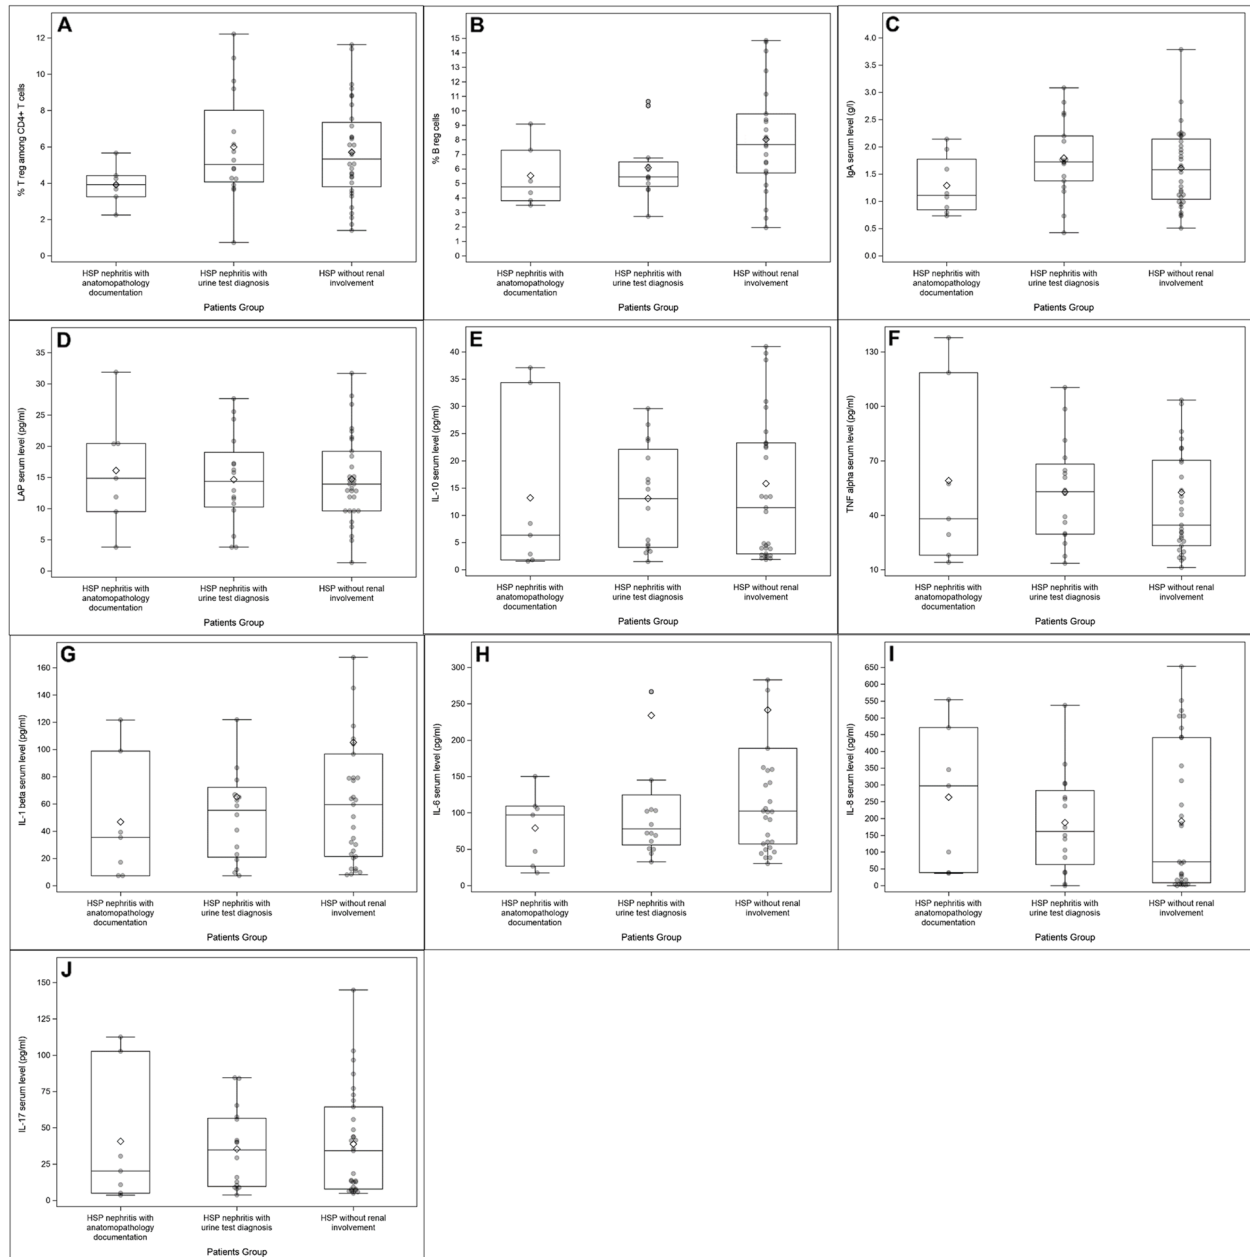 A
% T reg among CD4+ T cells
12
10
8
6
4
2
0
HSP nephritis with
anatomopathology
documentation
HSP nephritis with
urine test diagnosis
HSP without renal
involvement
Patients Group
B
% B reg cells
15
14
13
12
11
10
9
8
7
6
5
4
3
2
1
0
HSP nephritis with
anatomopathology
documentation
HSP nephritis with
urine test diagnosis
HSP without renal
involvement
Patients Group
C
IgA serum level (g/l)
4.0
3.5
3.0
2.5
2.0
1.5
1.0
0.5
0.0
HSP nephritis with
anatomopathology
documentation
HSP nephritis with
urine test diagnosis
HSP without renal
involvement
Patients Group
D
LAP serum level (pg/ml)
35
30
25
20
15
10
5
0
HSP nephritis with
anatomopathology
documentation
HSP nephritis with
urine test diagnosis
HSP without renal
involvement
Patients Group
E
IL-10 serum level (pg/ml)
40
35
30
25
20
15
10
5
0
HSP nephritis with
anatomopathology
documentation
HSP nephritis with
urine test diagnosis
HSP without renal
involvement
Patients Group
F
TNF alpha serum level (pg/ml)
130
100
70
40
10
HSP nephritis with
anatomopathology
documentation
HSP nephritis with
urine test diagnosis
HSP without renal
involvement
Patients Group
G
IL-1 beta serum level (pg/ml)
160
140
120
100
80
60
40
20
0
HSP nephritis with
anatomopathology
documentation
HSP nephritis with
urine test diagnosis
HSP without renal
involvement
Patients Group
H
IL-6 serum level (pg/ml)
300
250
200
150
100
50
0
HSP nephritis with
anatomopathology
documentation
HSP nephritis with
urine test diagnosis
HSP without renal
involvement
Patients Group
I
IL-8 serum level (pg/ml)
650
600
550
500
450
400
350
300
250
200
150
100
50
0
HSP nephritis with
anatomopathology
documentation
HSP nephritis with
urine test diagnosis
HSP without renal
involvement
Patients Group
J
IL-17 serum level (pg/ml)
150
125
100
75
50
25
0
HSP nephritis with
anatomopathology
documentation
HSP nephritis with
urine test diagnosis
HSP without renal
involvement
Patients Group